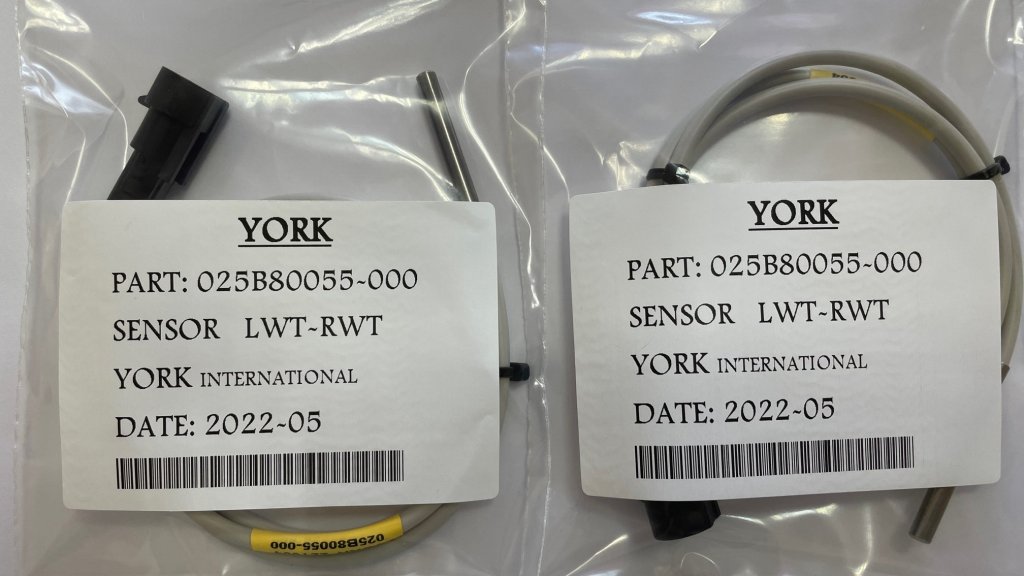 YORK
PART: 025B80055-000
SENSOR LWT-RWT
YORK INTERNATIONAL
DATE: 2022-05
025B80055-000
YORK
PART: 025B80055-000
SENSOR LWT-RWT
YORK INTERNATIONAL
DATE: 2022-05